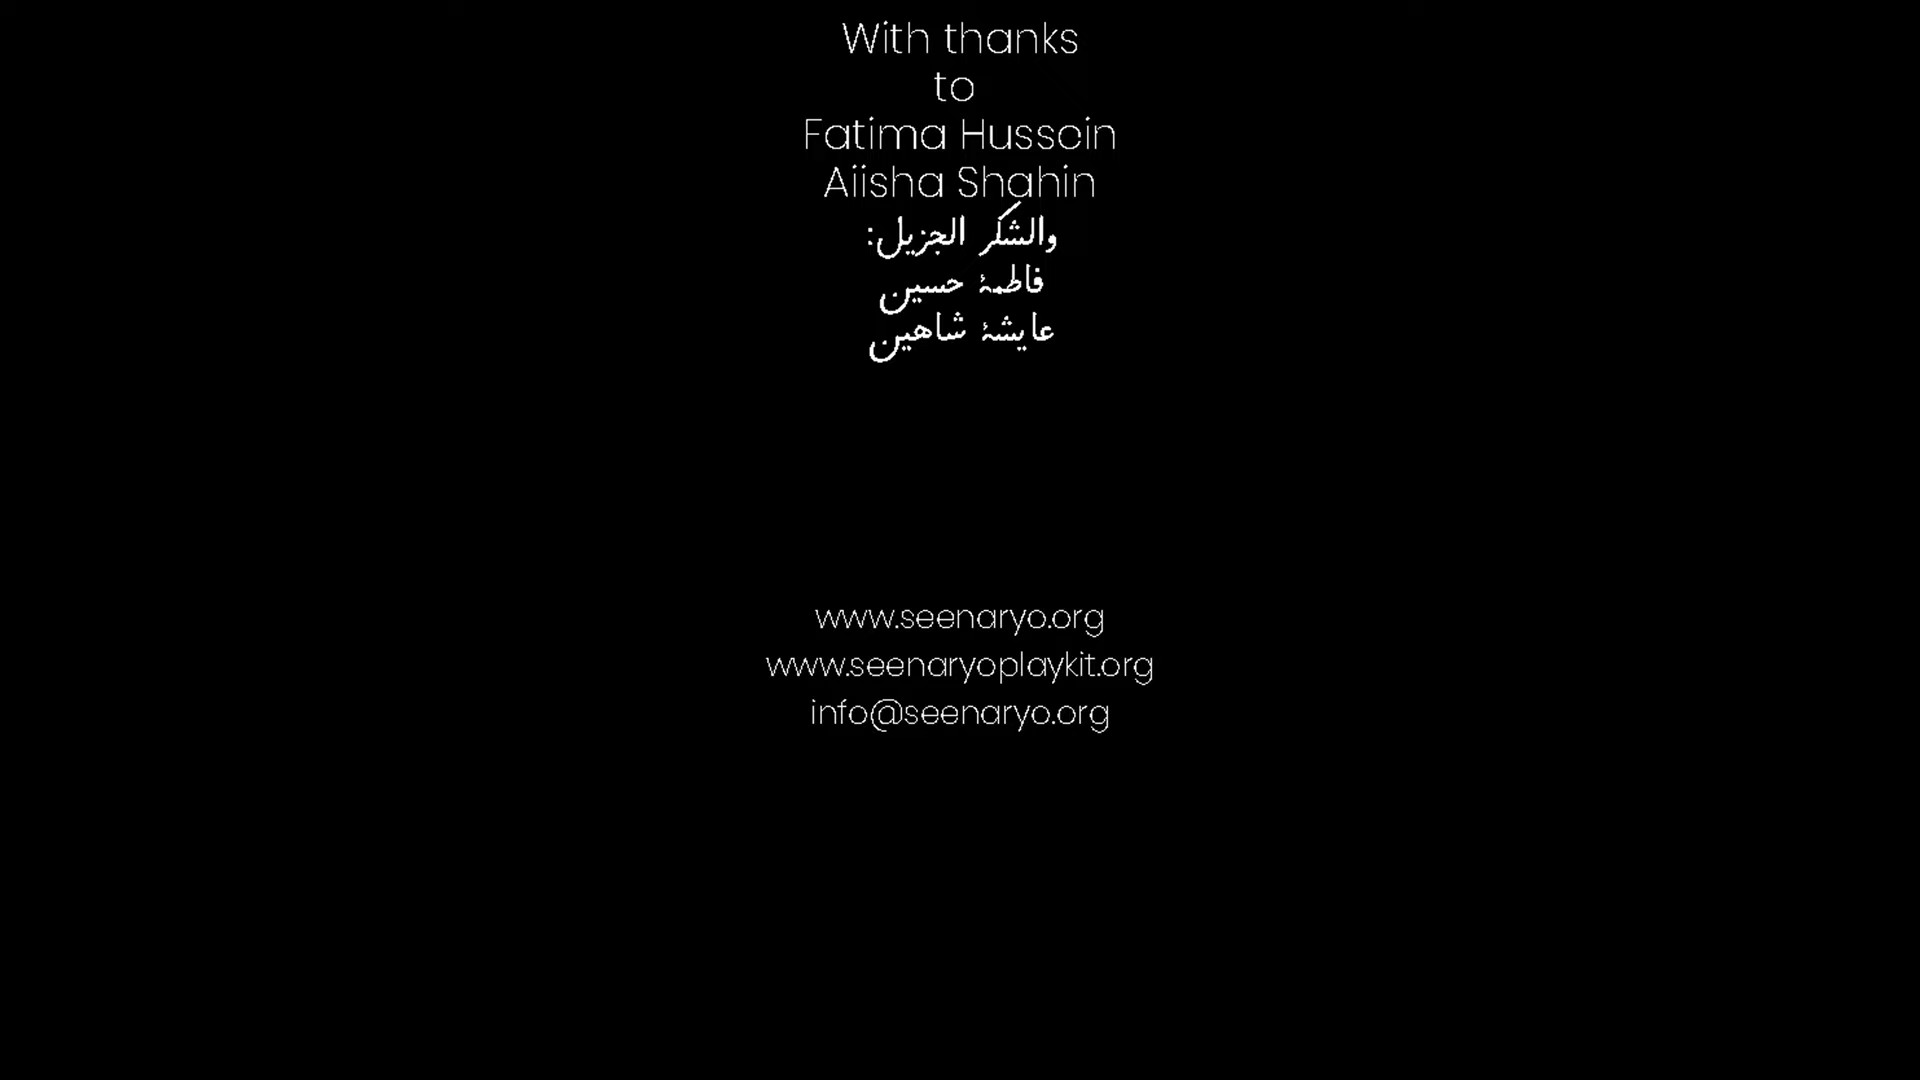 With thanks
to
Fatima Hussein
Aiisha Shahin
والشكر الجزيل:
فاطمة حسين
عايشة شاهين
www.seenaryo.org
www.seenaryoplaykit.org
info@seenaryo.org